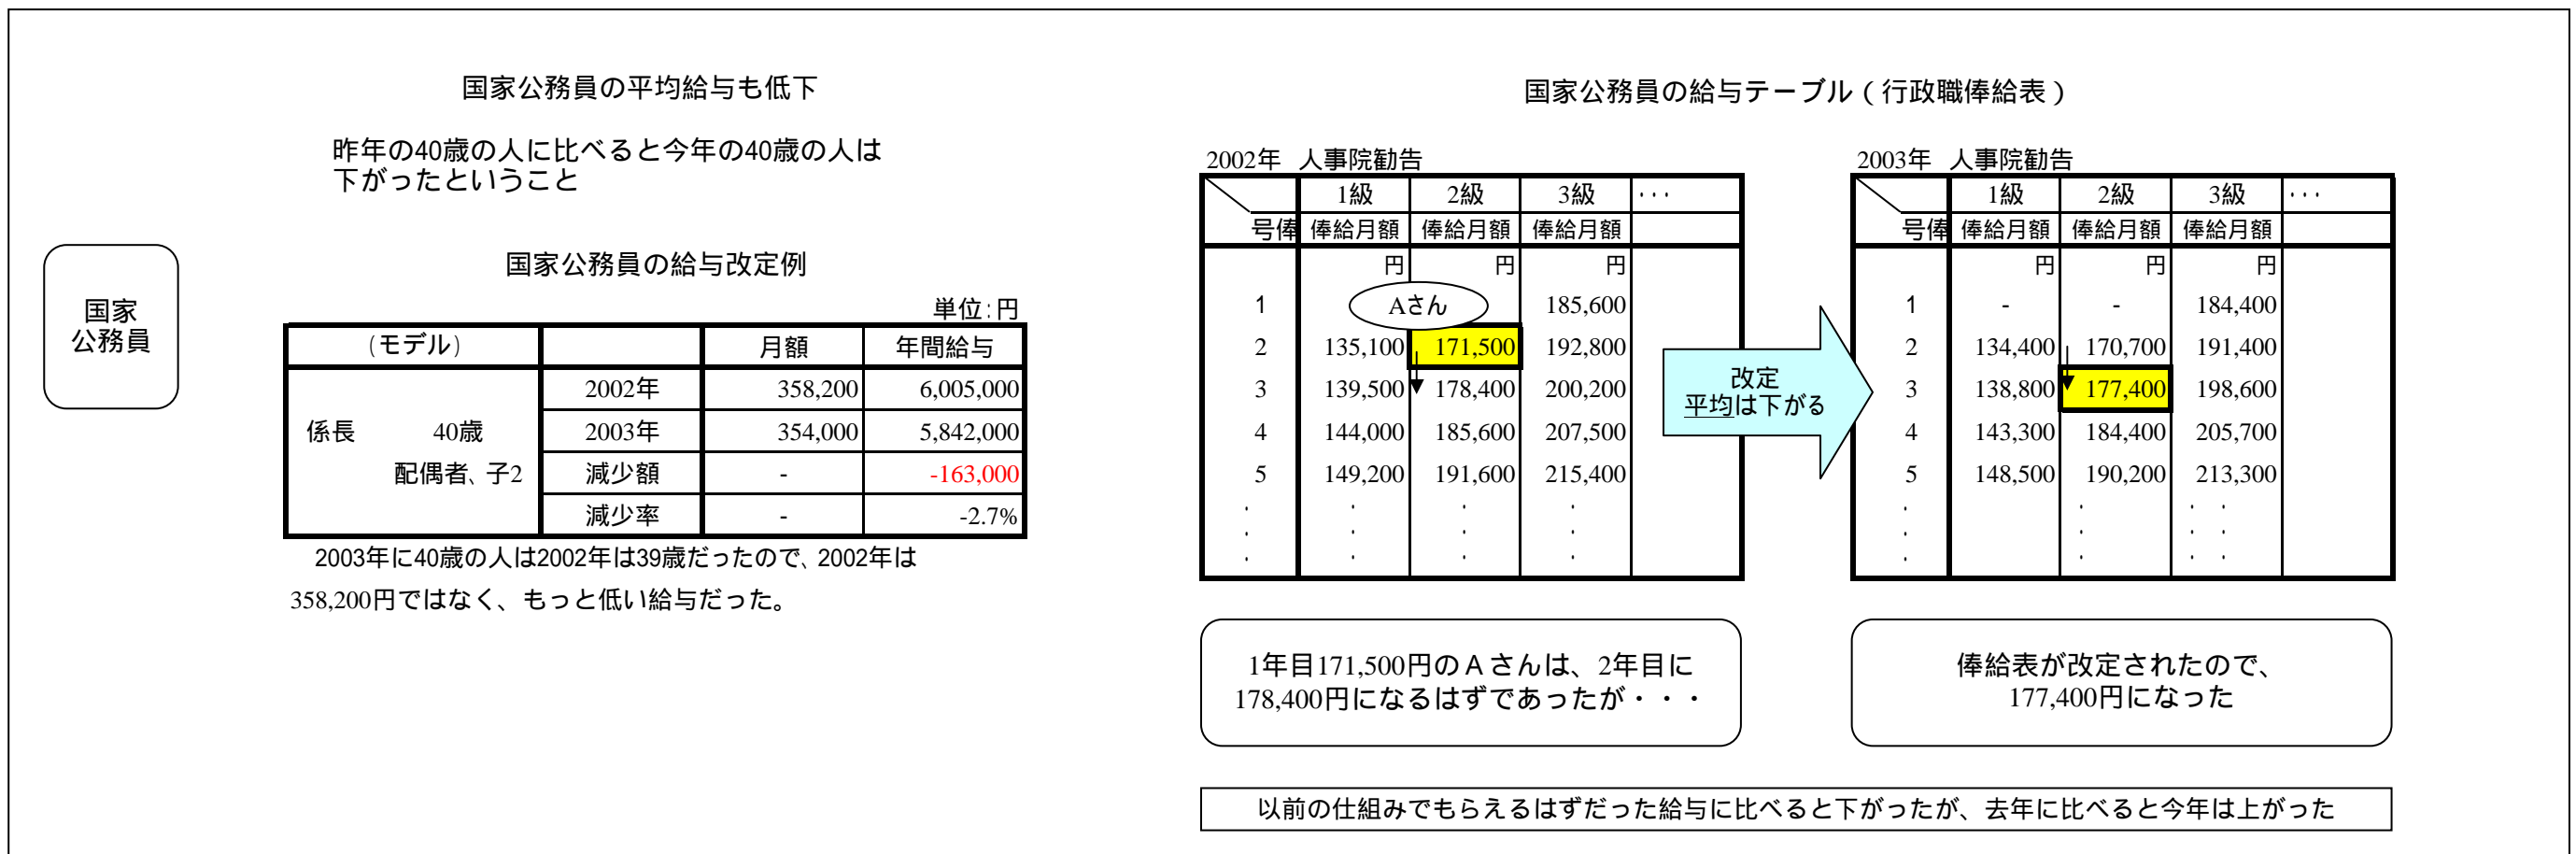 国家公務員の平均給与も低下
昨年の40歳の人に比べると今年の40歳の人は
下がったということ
国家
公務員
国家公務員の給与改定例
単位:円
(モデル) 月額 年間給与
2002年 358,200 6,005,000
係長 40歳 2003年 354,000 5,842,000
配偶者、子2 減少額 - -163,000
減少率 - -2.7%
2003年に40歳の人は2002年は39歳だったので、2002年は
358,200円ではなく、もっと低い給与だった。
国家公務員の給与テーブル(行政職俸給表)
2002年 人事院勧告
1級 2級 3級 ・・・
号俸 俸給月額 俸給月額 俸給月額
円 円 円
1 Aさん 185,600
2 135,100 171,500 192,800
3 139,500 178,400 200,200
4 144,000 185,600 207,500
5 149,200 191,600 215,400
・ ・ ・ ・
・ ・ ・ ・
・ ・ ・ ・
改定
平均は下がる
2003年 人事院勧告
1級 2級 3級 ・・・
号俸 俸給月額 俸給月額 俸給月額
円 円 円
1 - - 184,400
2 134,400 170,700 191,400
3 138,800 177,400 198,600
4 143,300 184,400 205,700
5 148,500 190,200 213,300
・ ・ ・ ・
・ ・ ・ ・
・ ・ ・ ・
1年目171,500円のAさんは、2年目に
178,400円になるはずであったが・・・
俸給表が改定されたので、
177,400円になった
以前の仕組みでもらえるはずだった給与に比べると下がったが、去年に比べると今年は上がった